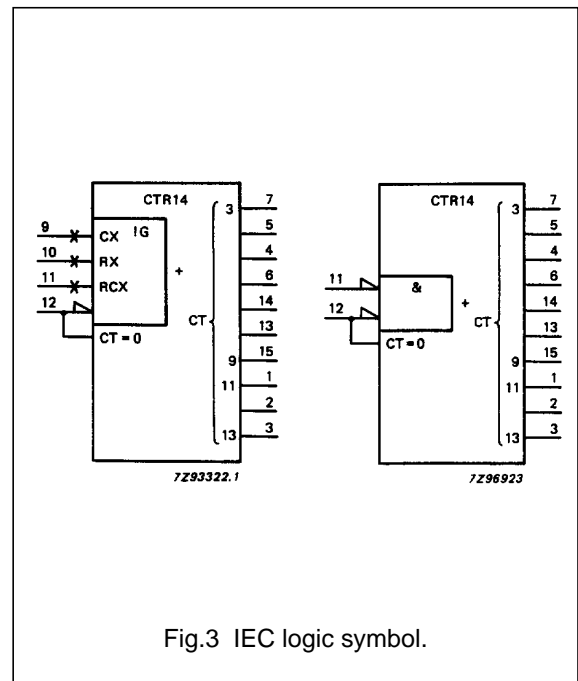 CTR14
9 CX !G 3 7
10 RX 5
11 RCX + 4
12 6
CT = 0 CT 14
13
9 15
11 1
2
13 3
7Z93322.1
CTR14
3 7
5
11 & 4
12 + 6
CT = 0 CT 14
13
9 15
11 1
2
13 3
7Z96923
Fig.3 IEC logic symbol.